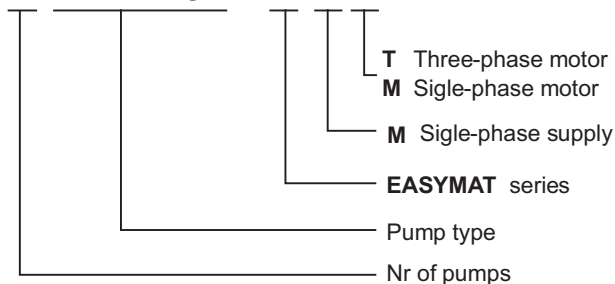 T Three-phase motor
M Sigle-phase motor
M Sigle-phase supply
EASYMAT series
Pump type
Nr of pumps